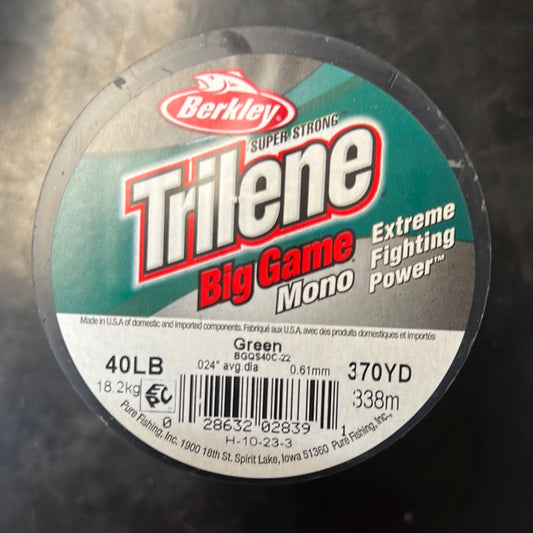 Berkley®
SUPER STRONG™
Trilene®
Big Game®
Mono
Extreme
Fighting
Power™
Made in U.S.A of domestic and imported components. Fabriqué aux U.S.A. avec des produits domestiques et importés
Green
BGQS40C-22
40LB
.024" avg.dia
0.61mm
370YD
18.2kg
338m
0 28632 02839 1
H-10-23-3
Pure Fishing, Inc. 1900 18th St. Spirit Lake, Iowa 51360 Pure Fishing, Inc.,